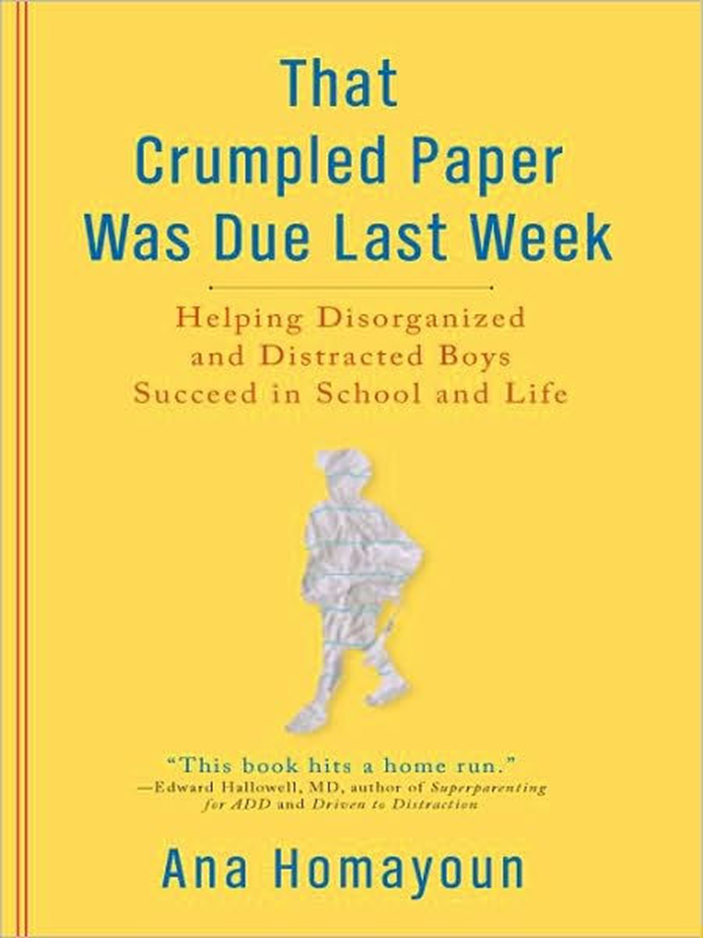 That
Crumpled Paper
Was Due Last Week
Helping Disorganized
and Distracted Boys
Succeed in School and Life
“This book hits a home run.”
—Edward Hallowell, MD, author of Superparenting
for ADD and Driven to Distraction
Ana Homayoun